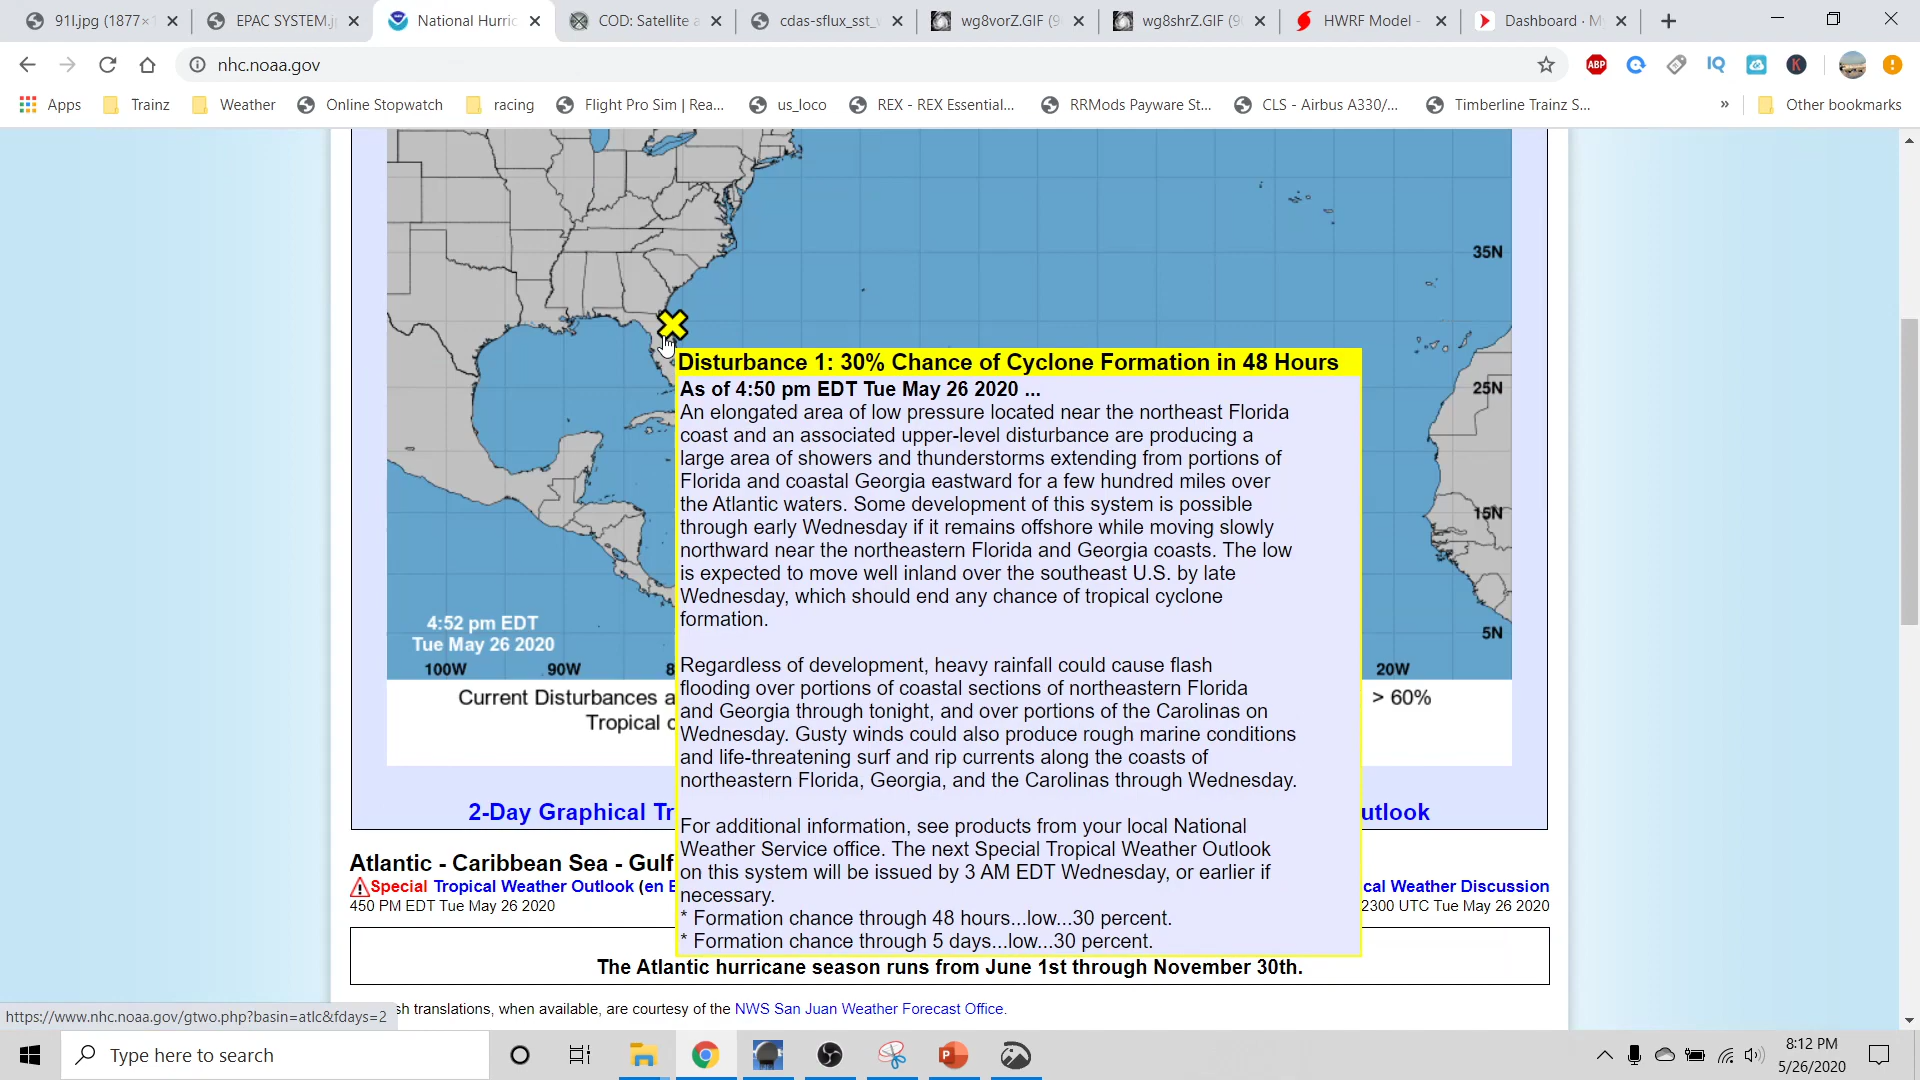 91l.jpg (1877×
EPAC SYSTEM.j
National Hurric
COD: Satellite a
cdas-sflux_sst_
wg8vorZ.GIF (9
wg8shrZ.GIF (9
HWRF Model -
Dashboard - M
nhc.noaa.gov
ABP
IQ
K
Apps
Trainz
Weather
Online Stopwatch
racing
Flight Pro Sim | Rea...
us_loco
REX - REX Essential...
RRMods Payware St...
CLS - Airbus A330/...
Timberline Trainz S...
»
Other bookmarks
35N
25N
15N
5N
Disturbance 1: 30% Chance of Cyclone Formation in 48 Hours
As of 4:50 pm EDT Tue May 26 2020 ...
An elongated area of low pressure located near the northeast Florida
coast and an associated upper-level disturbance are producing a
large area of showers and thunderstorms extending from portions of
Florida and coastal Georgia eastward for a few hundred miles over
the Atlantic waters. Some development of this system is possible
through early Wednesday if it remains offshore while moving slowly
northward near the northeastern Florida and Georgia coasts. The low
is expected to move well inland over the southeast U.S. by late
Wednesday, which should end any chance of tropical cyclone
formation.
Regardless of development, heavy rainfall could cause flash
flooding over portions of coastal sections of northeastern Florida
and Georgia through tonight, and over portions of the Carolinas on
Wednesday. Gusty winds could also produce rough marine conditions
and life-threatening surf and rip currents along the coasts of
northeastern Florida, Georgia, and the Carolinas through Wednesday.
For additional information, see products from your local National
Weather Service office. The next Special Tropical Weather Outlook
on this system will be issued by 3 AM EDT Wednesday, or earlier if
necessary.
* Formation chance through 48 hours...low...30 percent.
* Formation chance through 5 days...low...30 percent.
4:52 pm EDT
Tue May 26 2020
100W 90W 8 20W
Current Disturbances a > 60%
Tropical c
2-Day Graphical Tr utlook
Atlantic - Caribbean Sea - Gulf
Special Tropical Weather Outlook (en E cal Weather Discussion
450 PM EDT Tue May 26 2020 2300 UTC Tue May 26 2020
The Atlantic hurricane season runs from June 1st through November 30th.
sh translations, when available, are courtesy of the NWS San Juan Weather Forecast Office.
https://www.nhc.noaa.gov/gtwo.php?basin=atlc&fdays=2
Type here to search
8:12 PM
5/26/2020